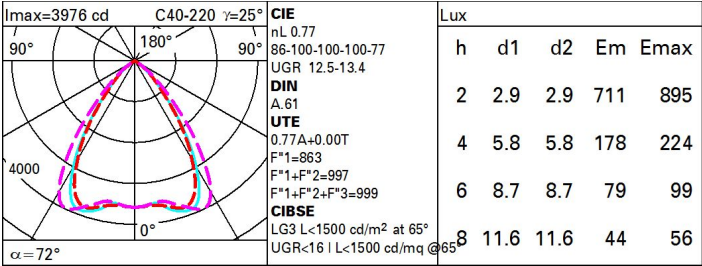 Imax=3976 cd C40-220 γ=25°
90° 180° 90°
4000
0°
α=72°
CIE
nL 0.77
86-100-100-100-77
UGR 12.5-13.4
DIN
A.61
UTE
0.77A+0.00T
F"1=863
F"1+F"2=997
F"1+F"2+F"3=999
CIBSE
LG3 L<1500 cd/m² at 65°
UGR<16 | L<1500 cd/mq @65°
Lux
h d1 d2 Em Emax
2 2.9 2.9 711 895
4 5.8 5.8 178 224
6 8.7 8.7 79 99
8 11.6 11.6 44 56